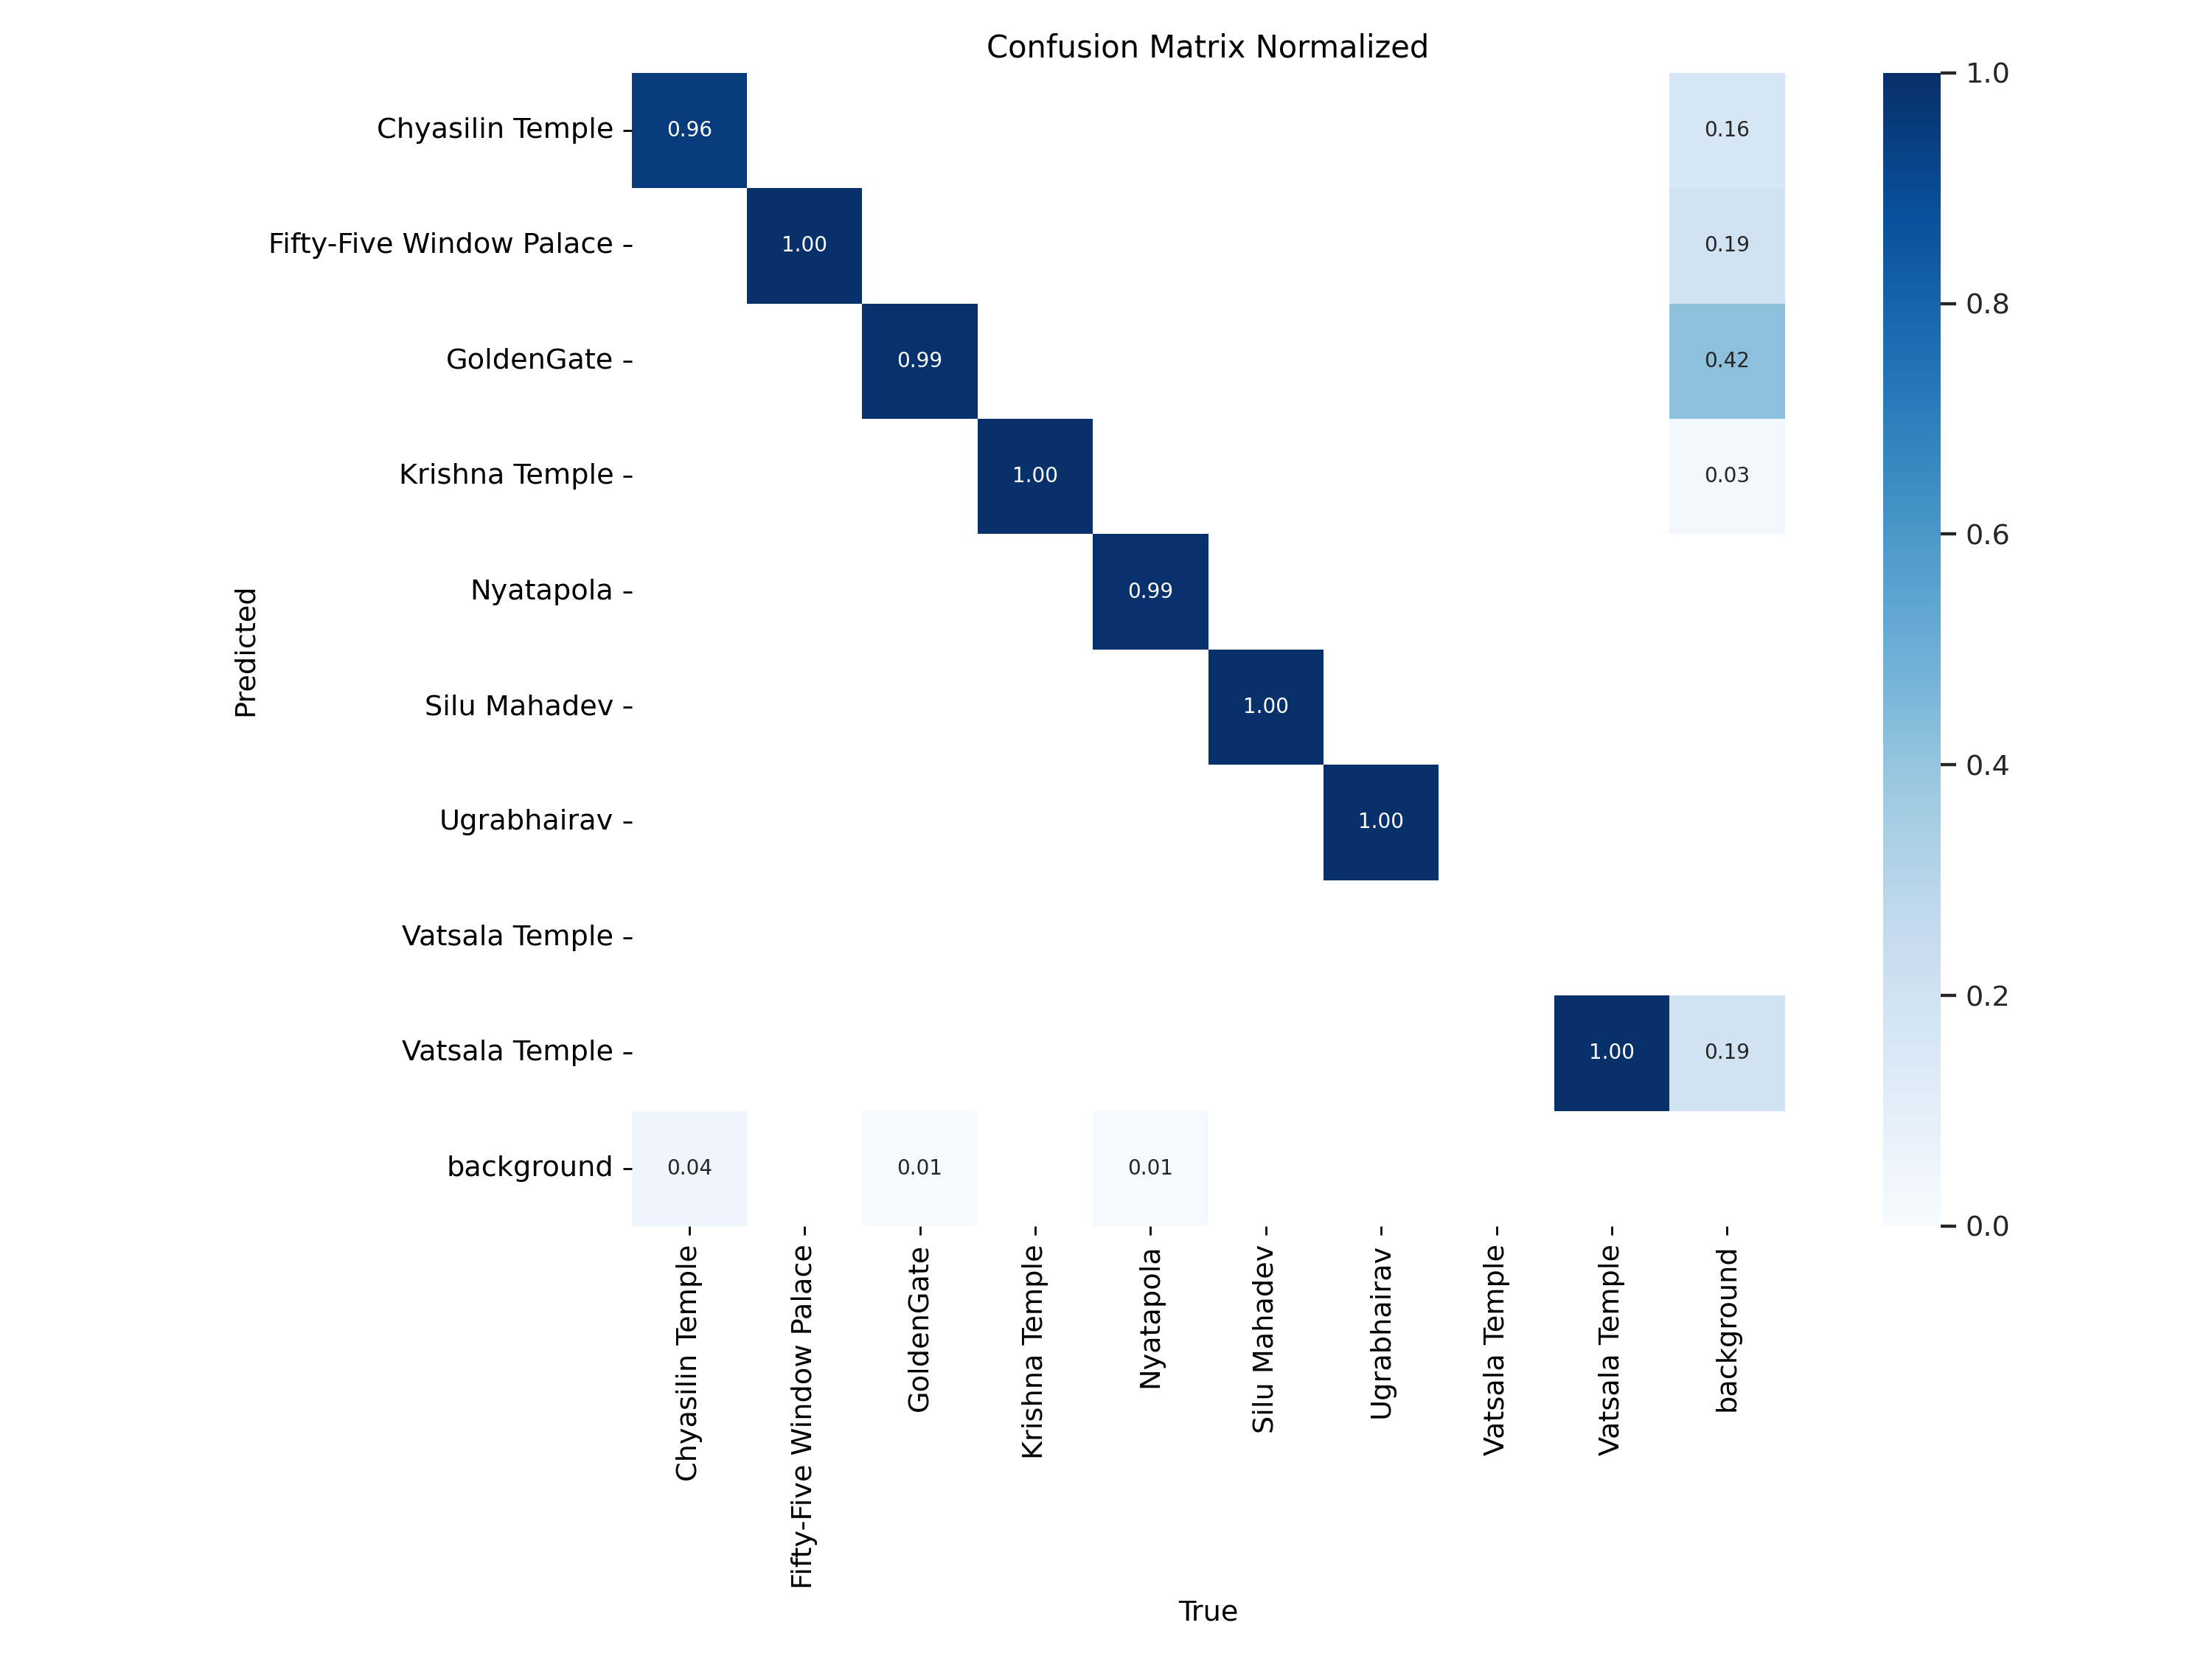 Confusion Matrix Normalized
Chyasilin Temple
0.96
0.16
1.0
Fifty-Five Window Palace
1.00
0.19
0.8
GoldenGate
0.99
0.42
Krishna Temple
1.00
0.03
0.6
Nyatapola
0.99
Predicted
Silu Mahadev
1.00
0.4
Ugrabhairav
1.00
Vatsala Temple
0.2
Vatsala Temple
1.00
0.19
background
0.04
0.01
0.01
0.0
Chyasilin Temple
Fifty-Five Window Palace
GoldenGate
Krishna Temple
Nyatapola
Silu Mahadev
Ugrabhairav
Vatsala Temple
Vatsala Temple
background
True